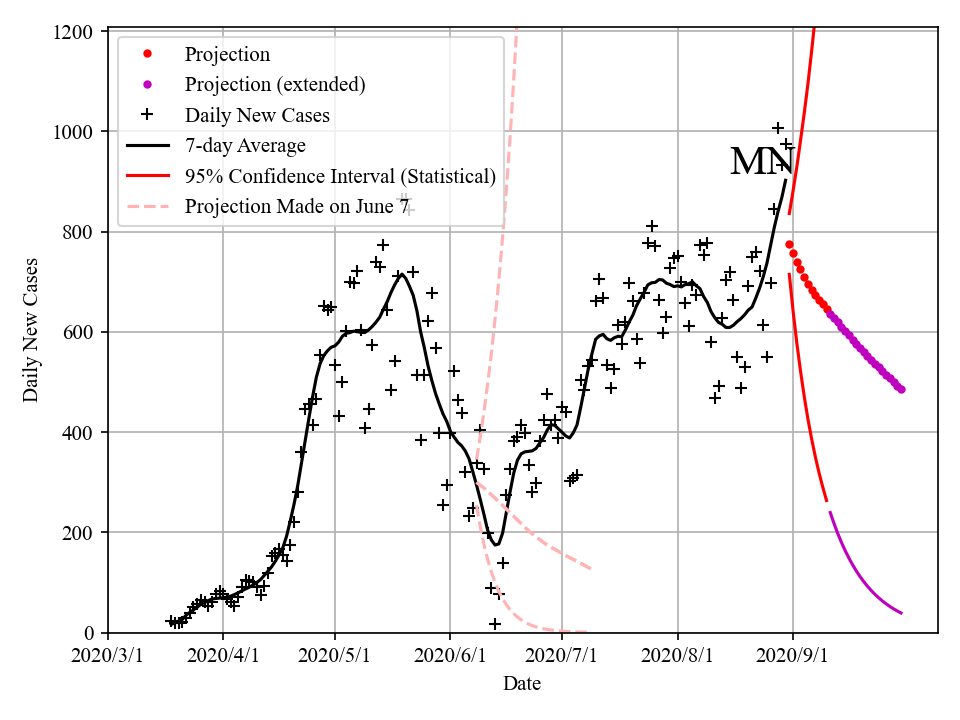 1200
1000
800
600
400
200
0
Daily New Cases
Projection
Projection (extended)
Daily New Cases
7-day Average
95% Confidence Interval (Statistical)
Projection Made on June 7
MN
2020/3/1 2020/4/1 2020/5/1 2020/6/1 2020/7/1 2020/8/1 2020/9/1
Date